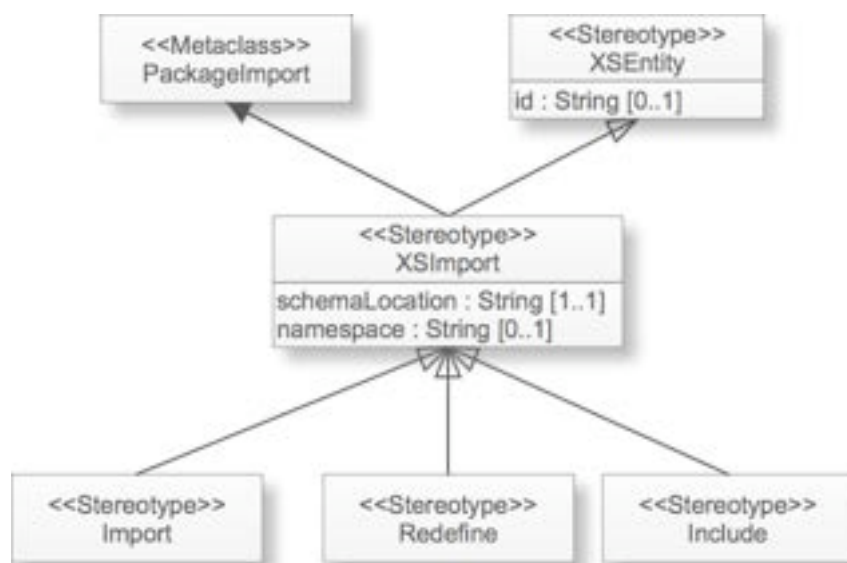 <<Metaclass>>
PackageImport
<<Stereotype>>
XSEntity
id : String [0..1]
<<Stereotype>>
XSImport
schemaLocation : String [1..1]
namespace : String [0..1]
<<Stereotype>>
Import
<<Stereotype>>
Redefine
<<Stereotype>>
Include